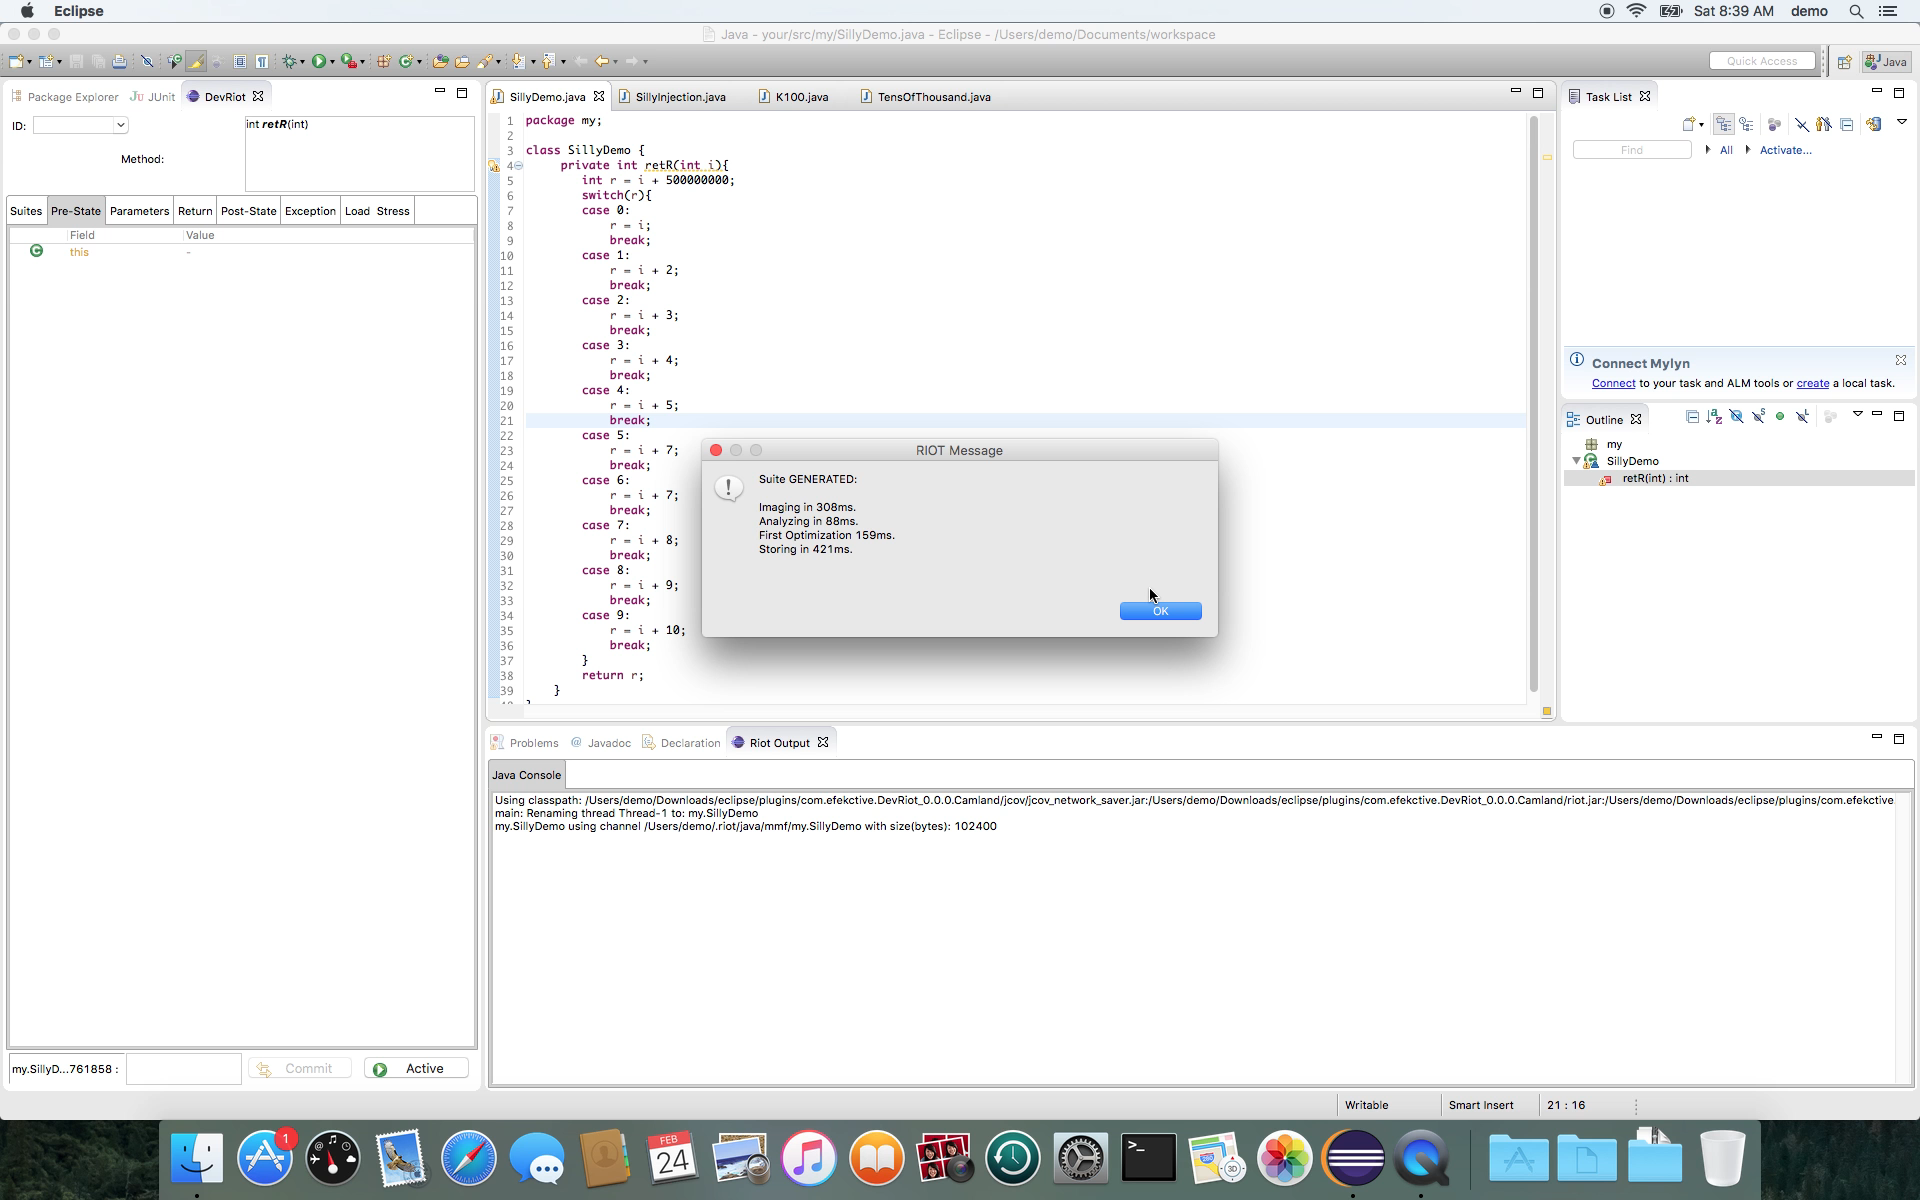 Eclipse
Sat 8:39 AM demo
Java - your/src/my/SillyDemo.java - Eclipse - /Users/demo/Documents/workspace
Quick Access
Java
Package Explorer JUnit DevRiot
ID:
int retR(int)
Method:
Suites Pre-State Parameters Return Post-State Exception Load Stress
Field Value
this -
my.SillyD...761858 :
Commit
Active
SillyDemo.java SillyInjection.java K100.java TensOfThousand.java
1 package my;
2
3 class SillyDemo {
4 private int retR(int i){
5 int r = i + 500000000;
6 switch(r){
7 case 0:
8 r = i;
9 break;
10 case 1:
11 r = i + 2;
12 break;
13 case 2:
14 r = i + 3;
15 break;
16 case 3:
17 r = i + 4;
18 break;
19 case 4:
20 r = i + 5;
21 break;
22 case 5:
23 r = i + 7;
24 break;
25 case 6:
26 r = i + 7;
27 break;
28 case 7:
29 r = i + 8;
30 break;
31 case 8:
32 r = i + 9;
33 break;
34 case 9:
35 r = i + 10;
36 break;
37 }
38 return r;
39 }
RIOT Message
Suite GENERATED:
Imaging in 308ms.
Analyzing in 88ms.
First Optimization 159ms.
Storing in 421ms.
OK
Task List
Find
All
Activate...
Connect Mylyn
Connect to your task and ALM tools or create a local task.
Outline
my
SillyDemo
retR(int) : int
Problems @ Javadoc Declaration Riot Output
Java Console
Using classpath: /Users/demo/Downloads/eclipse/plugins/com.efekctive.DevRiot_0.0.0.Camland/jcov/jcov_network_saver.jar:/Users/demo/Downloads/eclipse/plugins/com.efekctive.DevRiot_0.0.0.Camland/riot.jar:/Users/demo/Downloads/eclipse/plugins/com.efekctive
main: Renaming thread Thread-1 to: my.SillyDemo
my.SillyDemo using channel /Users/demo/.riot/java/mmf/my.SillyDemo with size(bytes): 102400
Writable
Smart Insert
21 : 16
1
FEB
24
3D